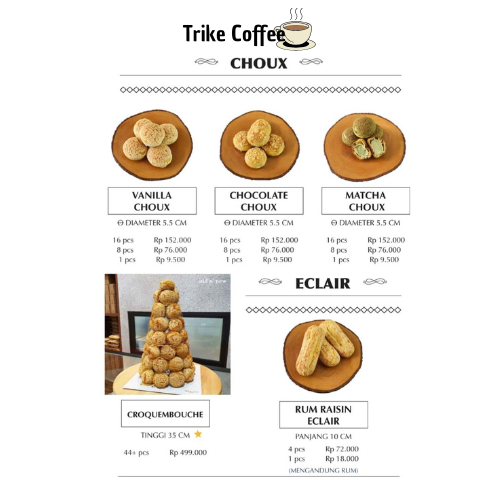 Trike Coffee
CHOUX
VANILLA
CHOUX
Ꮎ DIAMETER 5.5 CM
16 pcs Rp 152.000
8 pcs Rp 76.000
1 pcs Rp 9.500
CHOCOLATE
CHOUX
Ꮎ DIAMETER 5.5 CM
16 pcs Rp 152.000
8 pcs Rp 76.000
1 pcs Rp 9.500
MATCHA
CHOUX
Ꮎ DIAMETER 5.5 CM
16 pcs Rp 152.000
8 pcs Rp 76.000
1 pcs Rp 9.500
CROQUEMBOUCHE
TINGGI 35 CM
44+ pcs Rp 499.000
ECLAIR
RUM RAISIN
ECLAIR
PANJANG 10 CM
4 pcs Rp 72.000
1 pcs Rp 18.000
(MENGANDUNG RUM)